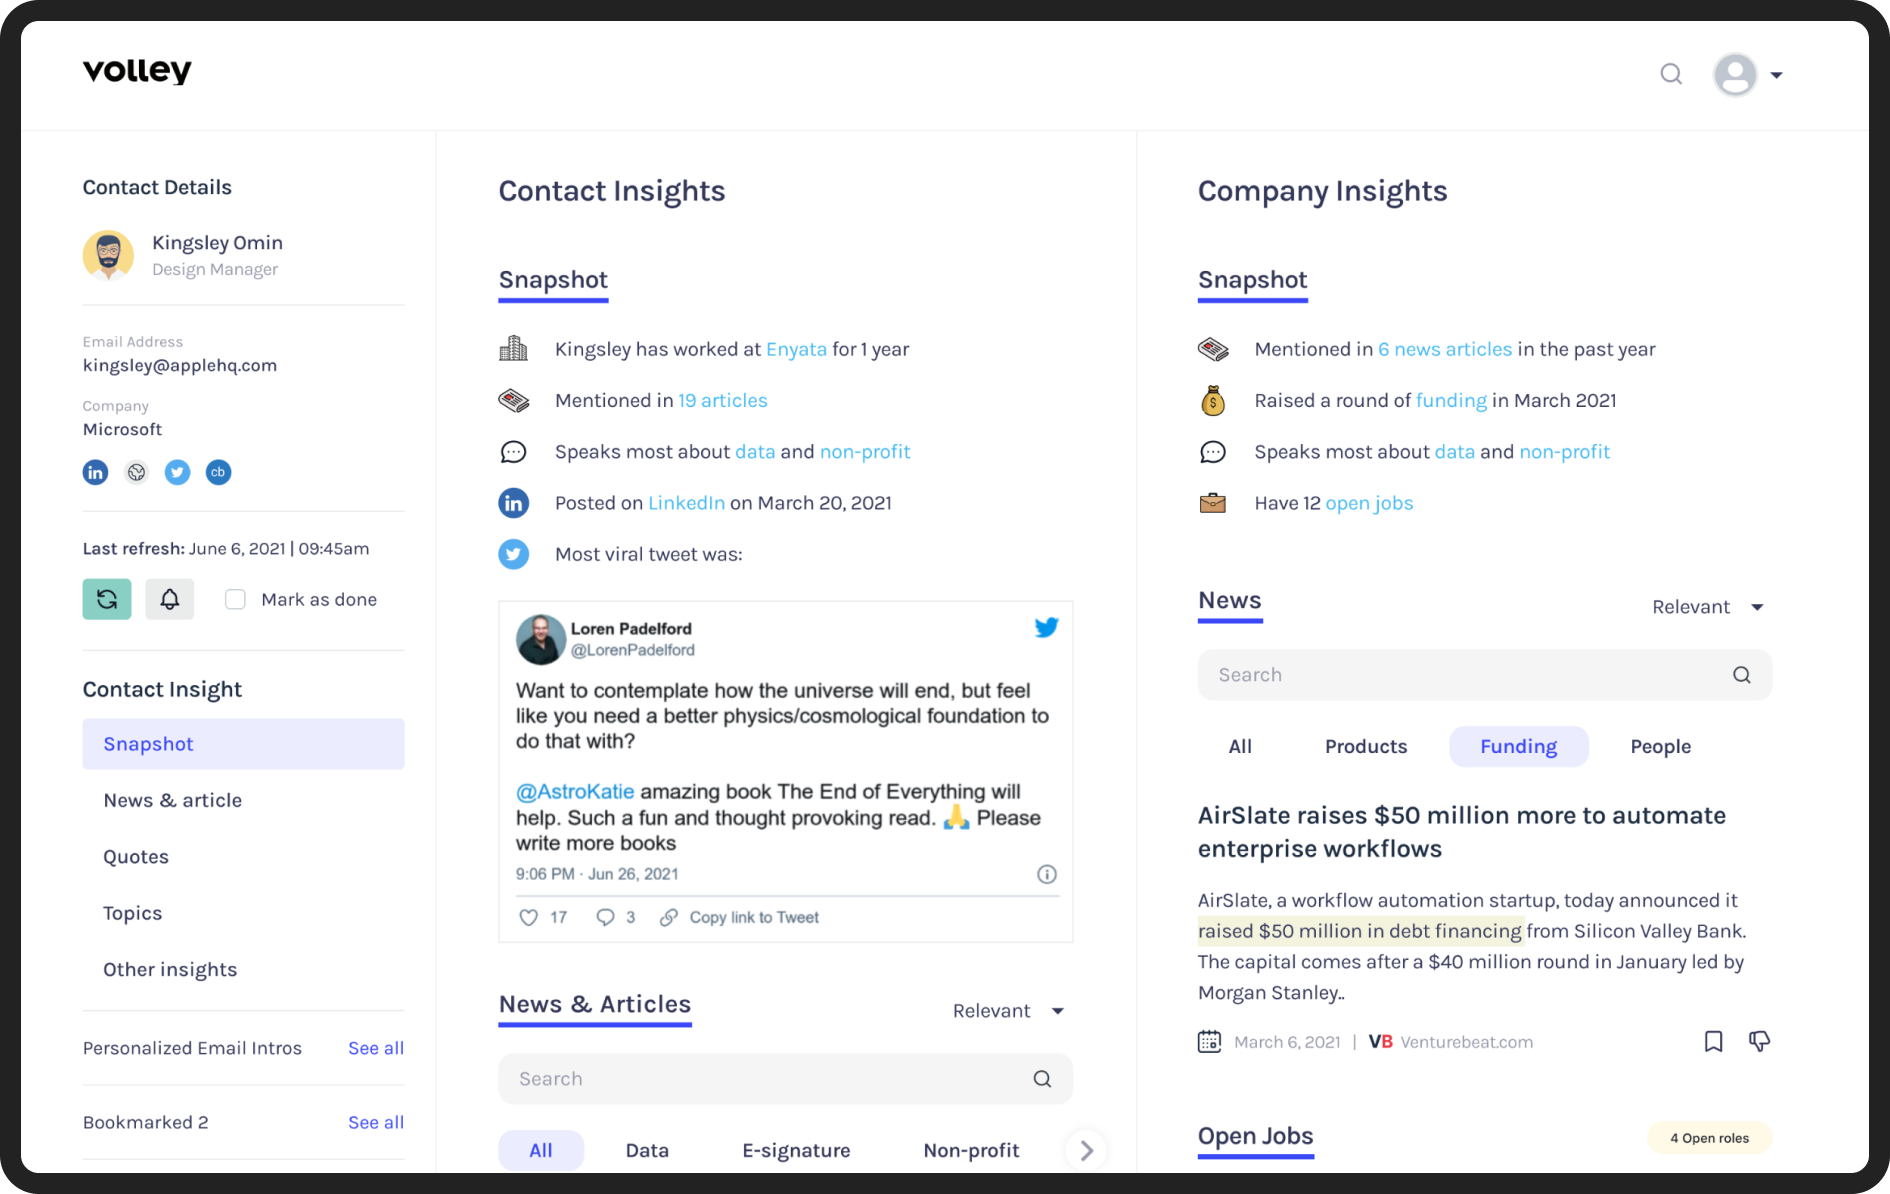 volley
Contact Details
Kingsley Omin
Design Manager
Email Address
kingsley@applehq.com
Company
Microsoft
in
cb
Last refresh: June 6, 2021 | 09:45am
Mark as done
Contact Insight
Snapshot
News & article
Quotes
Topics
Other insights
Personalized Email Intros See all
Bookmarked 2 See all
Contact Insights
Snapshot
Kingsley has worked at Enyata for 1 year
Mentioned in 19 articles
Speaks most about data and non-profit
in Posted on LinkedIn on March 20, 2021
Most viral tweet was:
Loren Padelford
@LorenPadelford
Want to contemplate how the universe will end, but feel
like you need a better physics/cosmological foundation to
do that with?
@AstroKatie amazing book The End of Everything will
help. Such a fun and thought provoking read. 🙏 Please
write more books
9:06 PM · Jun 26, 2021
17 3 Copy link to Tweet
News & Articles Relevant
Search
All Data E-signature Non-profit
Company Insights
Snapshot
Mentioned in 6 news articles in the past year
Raised a round of funding in March 2021
Speaks most about data and non-profit
Have 12 open jobs
News Relevant
Search
All Products Funding People
AirSlate raises $50 million more to automate
enterprise workflows
AirSlate, a workflow automation startup, today announced it
raised $50 million in debt financing from Silicon Valley Bank.
The capital comes after a $40 million round in January led by
Morgan Stanley..
March 6, 2021 | VB Venturebeat.com
Open Jobs 4 Open roles